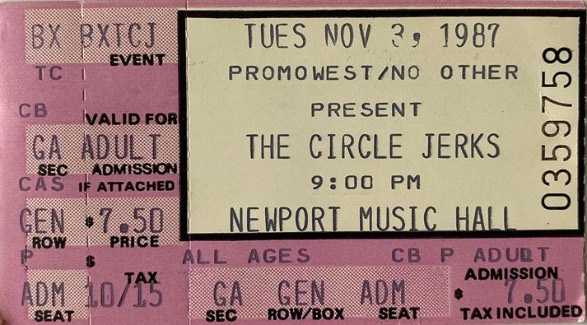 BX BXTCJ
EVENT
TC
CB
VALID FOR
GA ADULT
SEC ADMISSION
CAS IF ATTACHED
GEN $7.50
ROW PRICE
P $
TAX
ADM 10/15
SEAT
TUES NOV 3, 1987
PROMOWEST/NO OTHER
PRESENT
THE CIRCLE JERKS
9:00 PM
NEWPORT MUSIC HALL
0359758
ALL AGES CB P ADULT
ADMISSION
GA GEN ADM $ 7.50
SEC ROW/BOX SEAT TAX INCLUDED